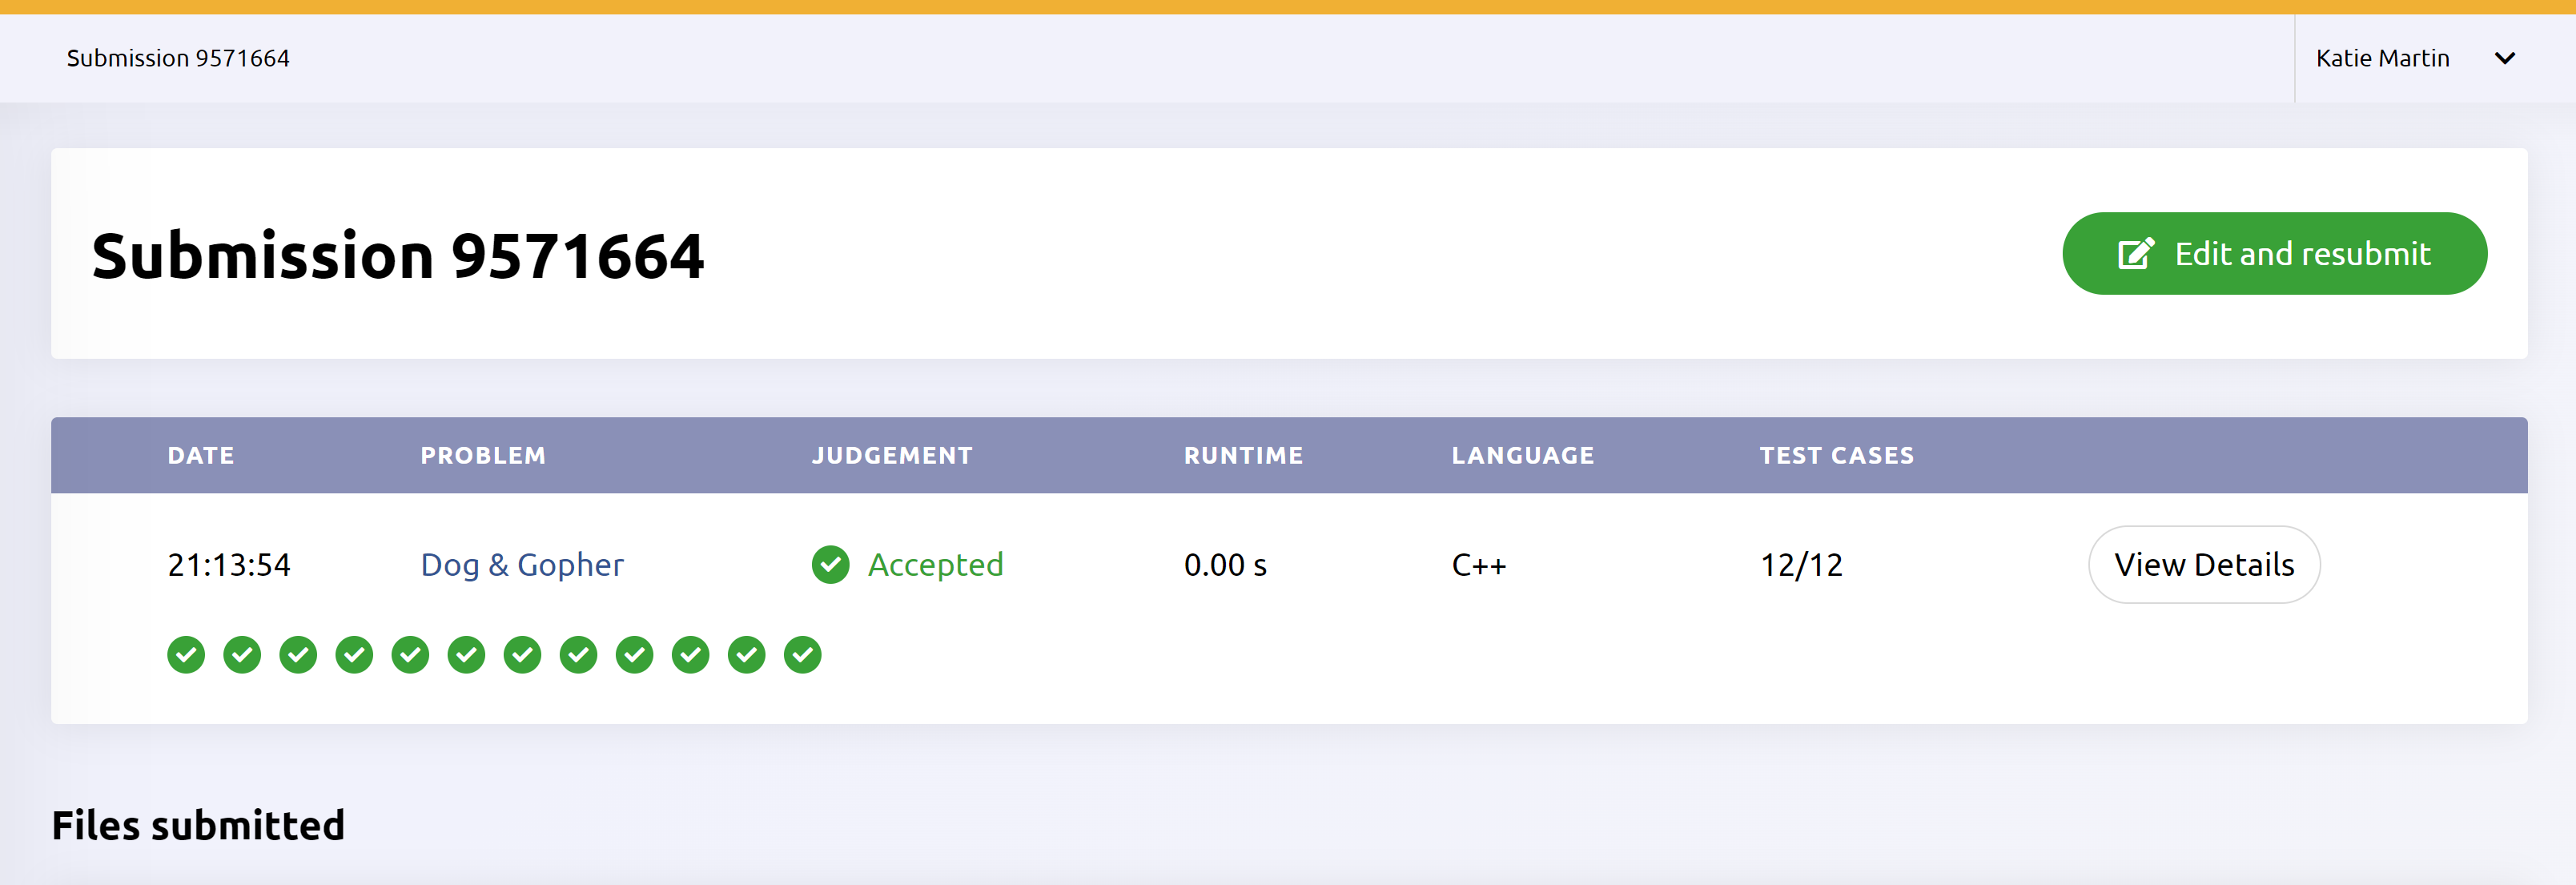 Submission 9571664
Katie Martin
Submission 9571664
Edit and resubmit
DATE PROBLEM JUDGEMENT RUNTIME LANGUAGE TEST CASES
21:13:54 Dog & Gopher Accepted 0.00 s C++ 12/12 View Details
Files submitted